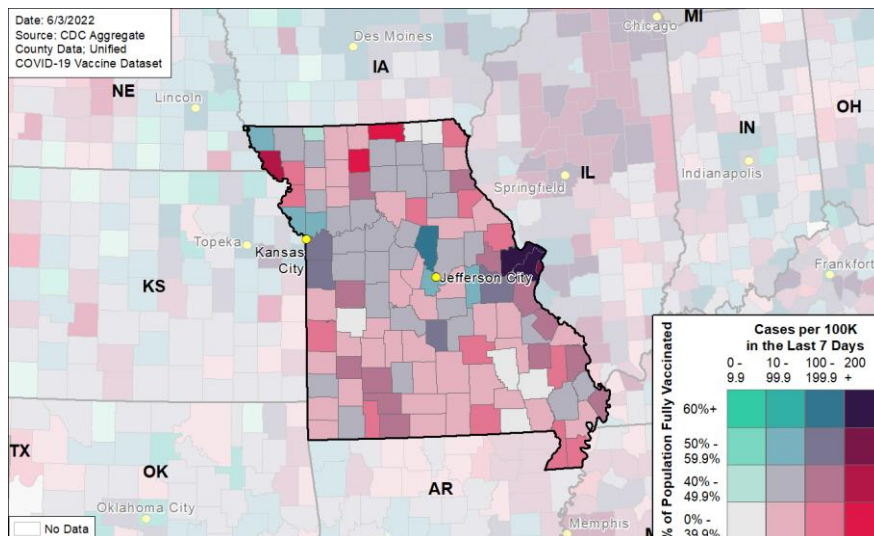 Date: 6/3/2022
Source: CDC Aggregate
County Data; Unified
COVID-19 Vaccine Dataset
MI
Chicago
Des Moines
IA
NE
Lincoln
OH
IN
Indianapolis
IL
Springfield
Topeka
Kansas
City
Jefferson City
Frankfort
KS
TX
OK
Oklahoma City
AR
Memphis
M
No Data
Cases per 100K
in the Last 7 Days
0 - 9.9
10 - 99.9
100 - 199.9
200 +
% of Population Fully Vaccinated
60%+
50% - 59.9%
40% - 49.9%
0% - 39.9%